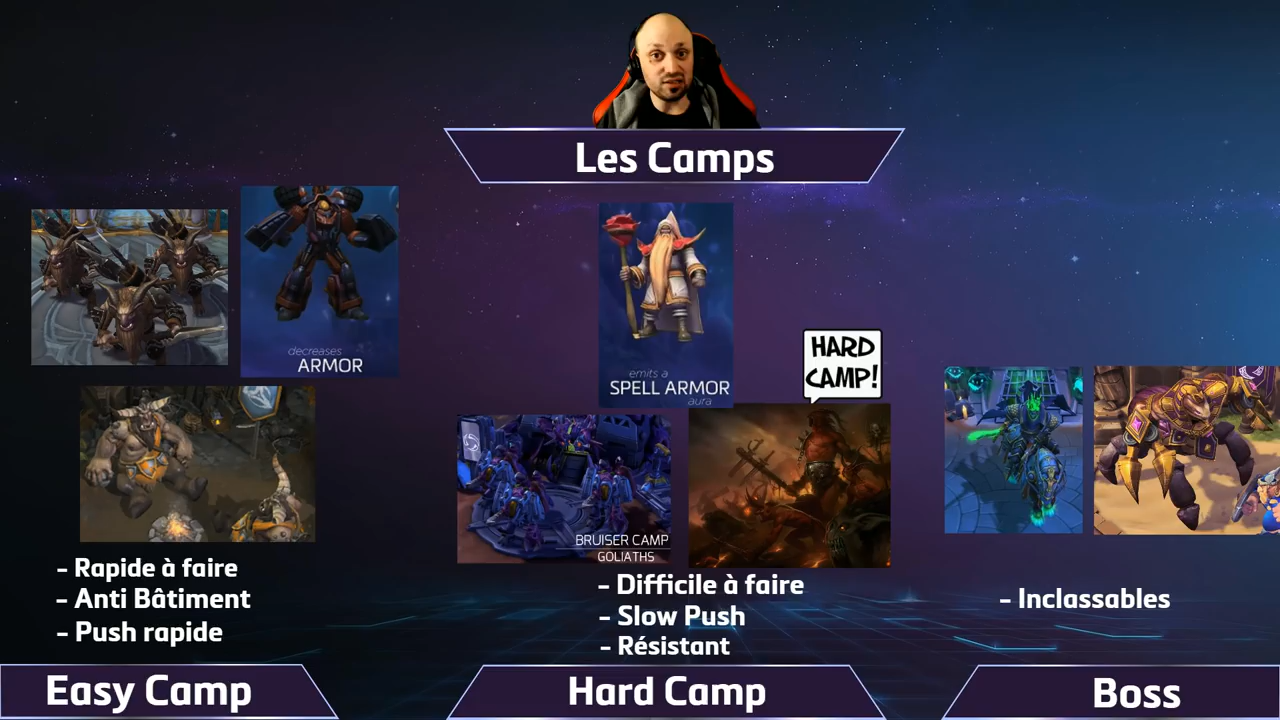 Les Camps
decreases
ARMOR
emits a
SPELL ARMOR
aura
HARD
CAMP!
BRUISER CAMP
GOLIATHS
- Rapide à faire
- Anti Bâtiment
- Push rapide
- Difficile à faire
- Slow Push
- Résistant
- Inclassables
Easy Camp
Hard Camp
Boss